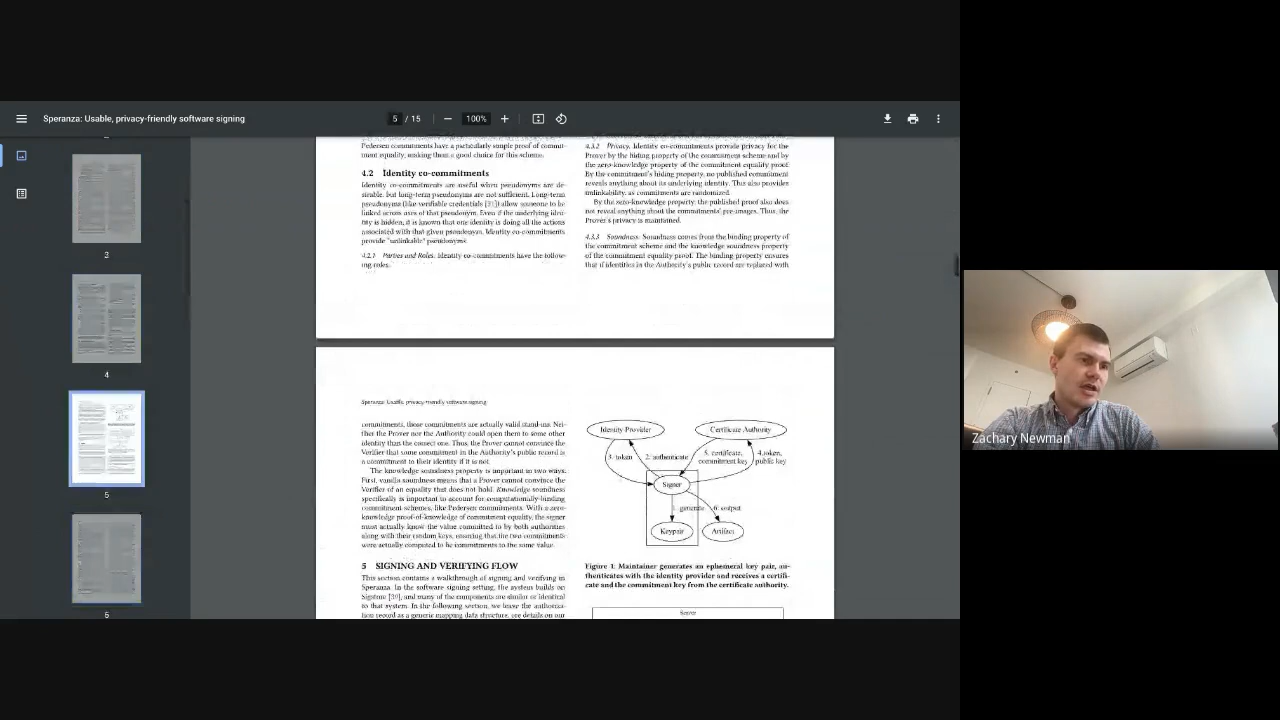 Speranza: Usable, privacy-friendly software signing
5 / 15
100%
3
4
5
6
Pedersen commitments have a particularly simple proof of commit-
ment equality, making them a good choice for this scheme.
4.2 Identity co-commitments
Identity co-commitments are useful when pseudonyms are de-
sirable, but long-term pseudonyms are not sufficient. Long-term
pseudonyms (like verifiable credentials [31]) allow someone to be
linked across uses of that pseudonym. Even if the underlying iden-
tity is hidden, it is known that one identity is doing all the actions
associated with that given pseudonym. Identity co-commitments
provide "unlinkable" pseudonyms.
4.2.1 Parties and Roles. Identity co-commitments have the follow-
ing roles.
4.3.2 Privacy. Identity co-commitments provide privacy for the
Prover by the hiding property of the commitment scheme and by
the zero-knowledge property of the commitment equality proof.
By the commitment's hiding property, no published commitment
reveals anything about its underlying identity. This also provides
unlinkability, as commitments are randomized.
By the zero-knowledge property, the published proof also does
not reveal anything about the commitments' pre-images. Thus, the
Prover's privacy is maintained.
4.3.3 Soundness. Soundness comes from the binding property of
the commitment scheme and the knowledge soundness property
of the commitment equality proof. The binding property ensures
that if identities in the Authority's public record are replaced with
Speranza: Usable, privacy-friendly software signing
commitments, those commitments are actually valid stand-ins. Nei-
ther the Prover nor the Authority could open them to some other
identity than the correct one. Thus, the Prover cannot convince the
Verifier that some commitment in the Authority's public record is
a commitment to their identity if it is not.
The knowledge soundness property is important in two ways.
First, vanilla soundness means that a Prover cannot convince the
Verifier of an equality that does not hold. Knowledge soundness
specifically is important to account for computationally-binding
commitment schemes, like Pedersen commitments. With a zero-
knowledge proof-of-knowledge of commitment equality, the signer
must actually know the value committed to by both authorities
along with their random keys, ensuring that the two commitments
were actually computed to be commitments to the same value.
5 SIGNING AND VERIFYING FLOW
This section contains a walkthrough of signing and verifying in
Speranza. In the software signing setting, the system builds on
Sigstore [30], and many of the components are similar or identical
to that system. In the following section, we leave the authoriza-
tion record as a generic mapping data structure, see details on our
Identity Provider
Certificate Authority
3. token
2. authenticate
5. certificate,
commitment key
4. token,
public key
Signer
generate
6. output
Keypair
Artifact
Figure 1: Maintainer generates an ephemeral key pair, au-
thenticates with the identity provider and receives a certifi-
cate and the commitment key from the certificate authority.
Signer
Zachary Newman